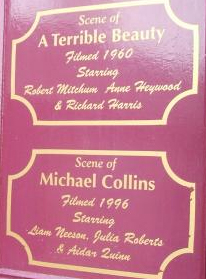 Scene of
A Terrible Beauty
Filmed 1960
Starring
Robert Mitchum Anne Heywood
& Richard Harris
Scene of
Michael Collins
Filmed 1996
Starring
Liam Neeson, Julia Roberts
& Aidan Quinn